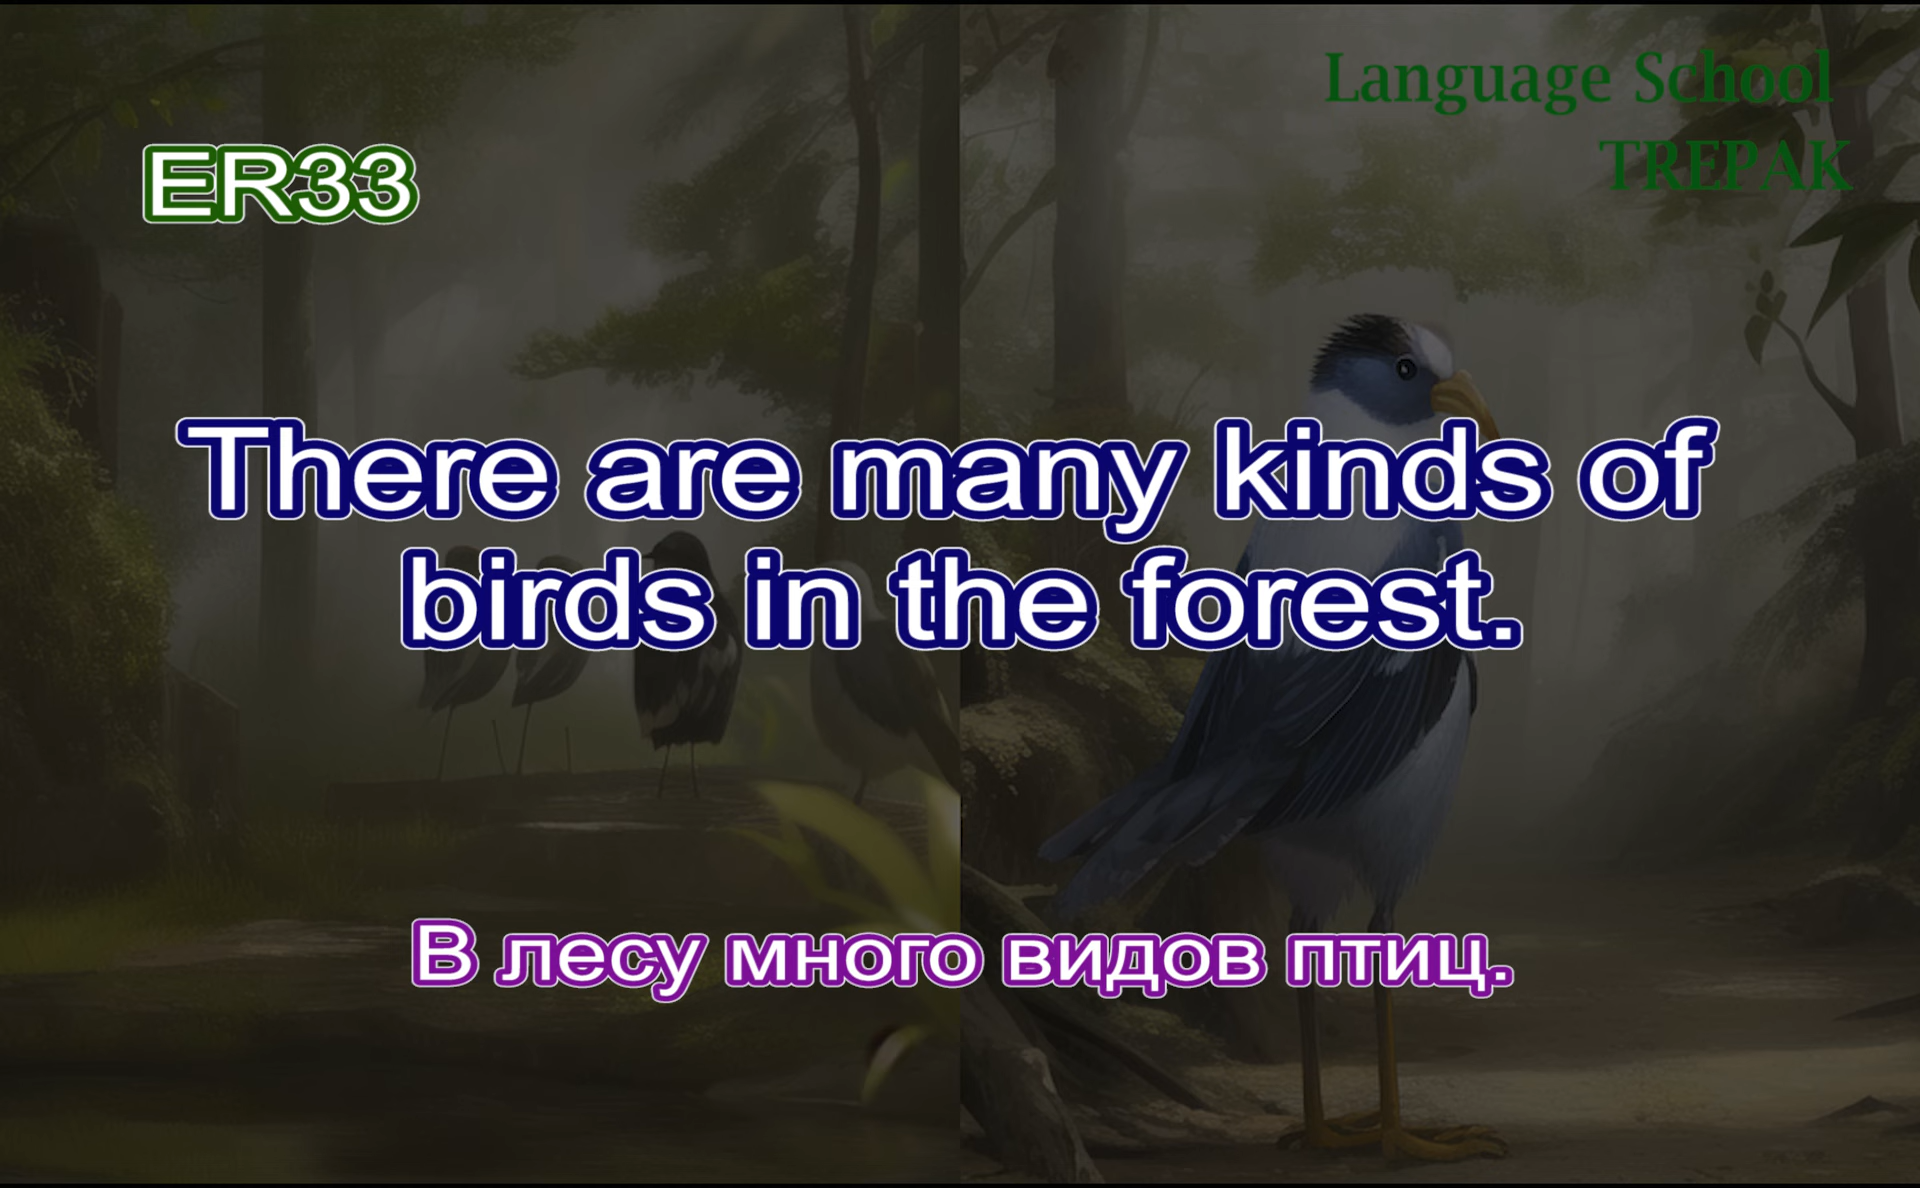 Language School
TREPAK
ER33
There are many kinds of
birds in the forest.
В лесу много видов птиц.